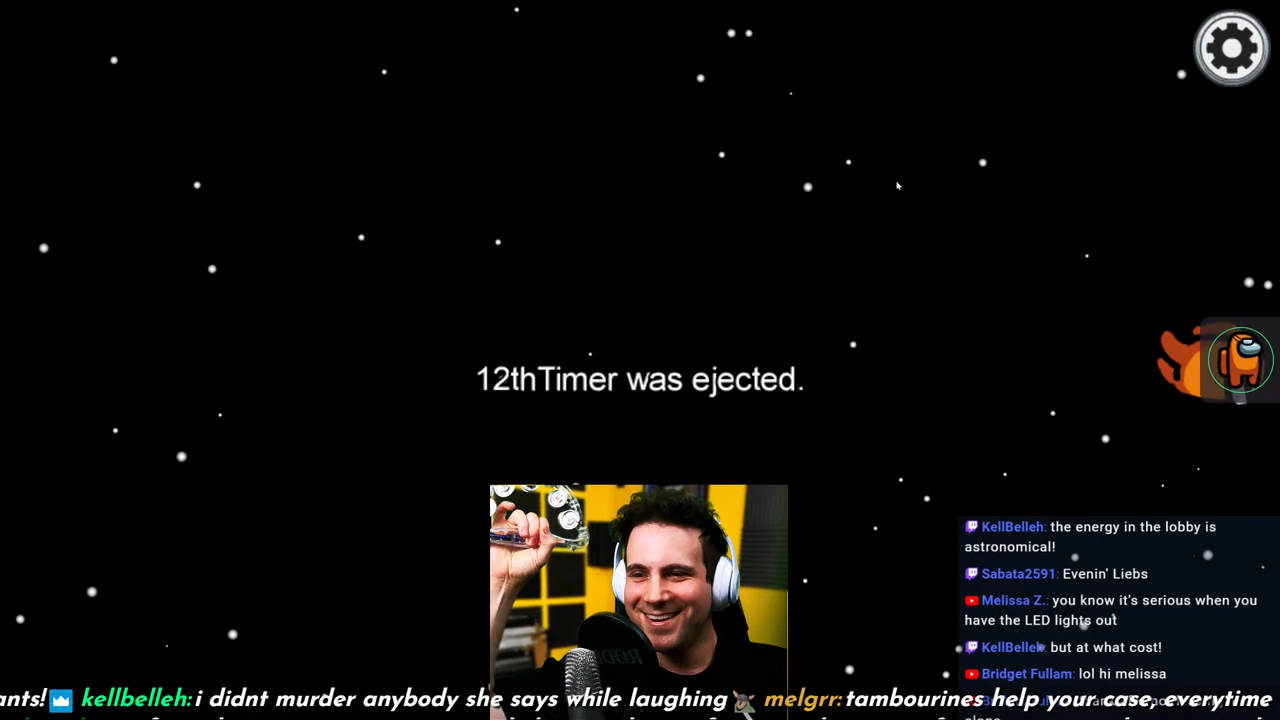 12thTimer was ejected.
KellBelleh: the energy in the lobby is
astronomical!
Sabata2591: Evenin' Liebs
Melissa Z.: you know it's serious when you
have the LED lights out
KellBelleh: but at what cost!
Bridget Fullam: lol hi melissa
ants! kellbelleh: i didnt murder anybody she says while laughing melgrr: tambourines help your case, everytime